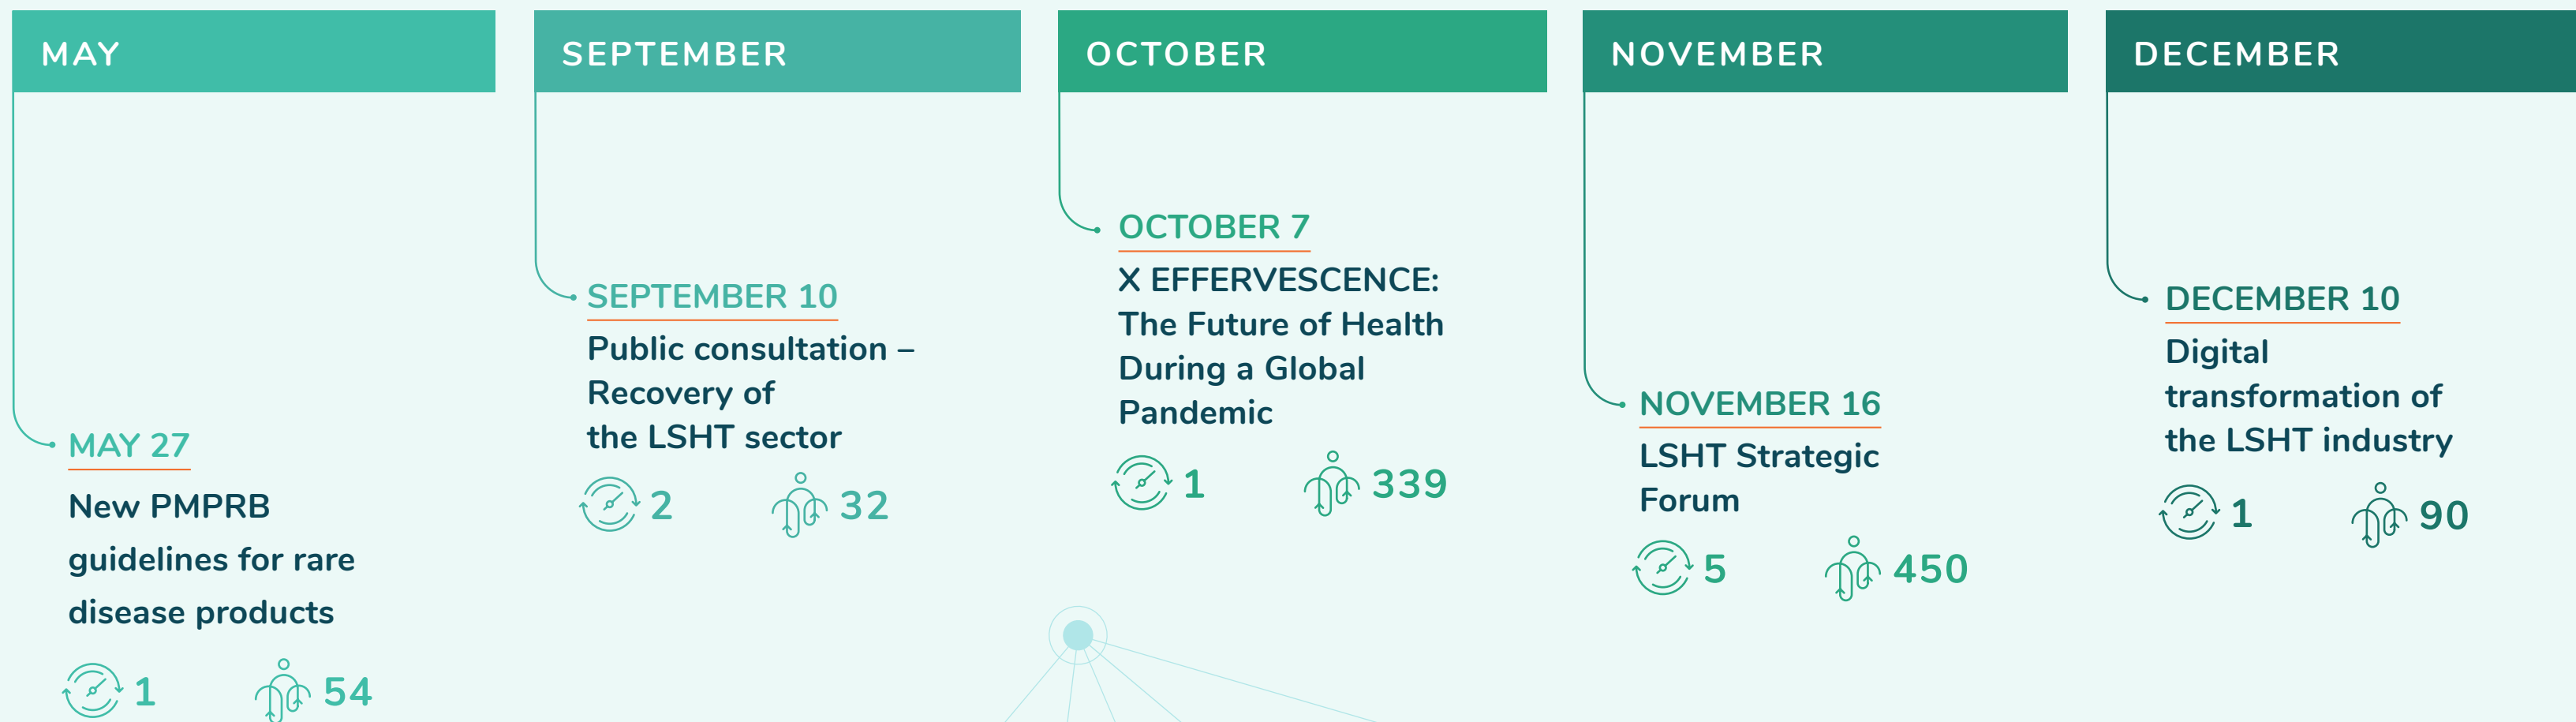 MAY
MAY 27
New PMPRB
guidelines for rare
disease products
1 54
SEPTEMBER
SEPTEMBER 10
Public consultation –
Recovery of
the LSHT sector
2 32
OCTOBER
OCTOBER 7
X EFFERVESCENCE:
The Future of Health
During a Global
Pandemic
1 339
NOVEMBER
NOVEMBER 16
LSHT Strategic
Forum
5 450
DECEMBER
DECEMBER 10
Digital
transformation of
the LSHT industry
1 90